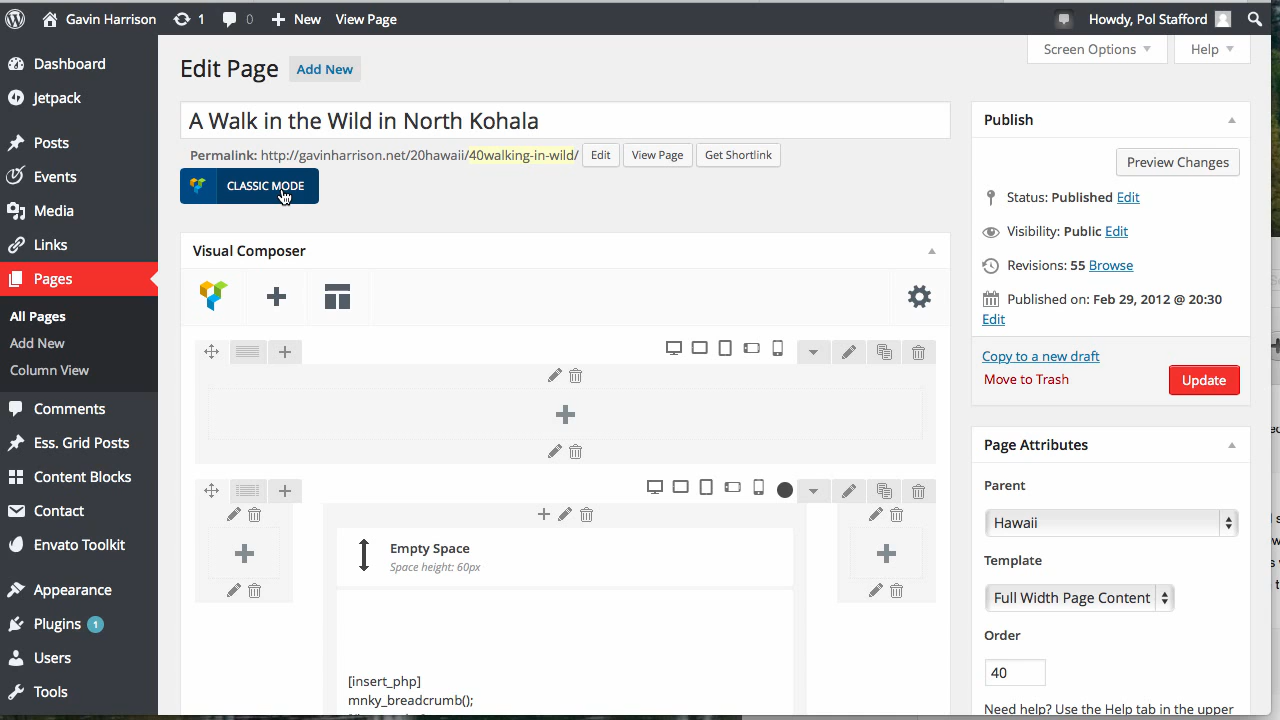 Gavin Harrison 1 0 New View Page Howdy, Pol Stafford
Screen Options Help
Dashboard
Jetpack
Posts
Events
Media
Links
Pages
All Pages
Add New
Column View
Comments
Ess. Grid Posts
Content Blocks
Contact
Envato Toolkit
Appearance
Plugins 1
Users
Tools
Edit Page Add New
A Walk in the Wild in North Kohala
Permalink: http://gavinharrison.net/20hawaii/40walking-in-wild/ Edit View Page Get Shortlink
CLASSIC MODE
Visual Composer
Empty Space
Space height: 60px
[insert_php]
mnky_breadcrumb();
Publish
Preview Changes
Status: Published Edit
Visibility: Public Edit
Revisions: 55 Browse
Published on: Feb 29, 2012 @ 20:30
Edit
Copy to a new draft
Move to Trash
Update
Page Attributes
Parent
Hawaii
Template
Full Width Page Content
Order
40
Need help? Use the Help tab in the upper